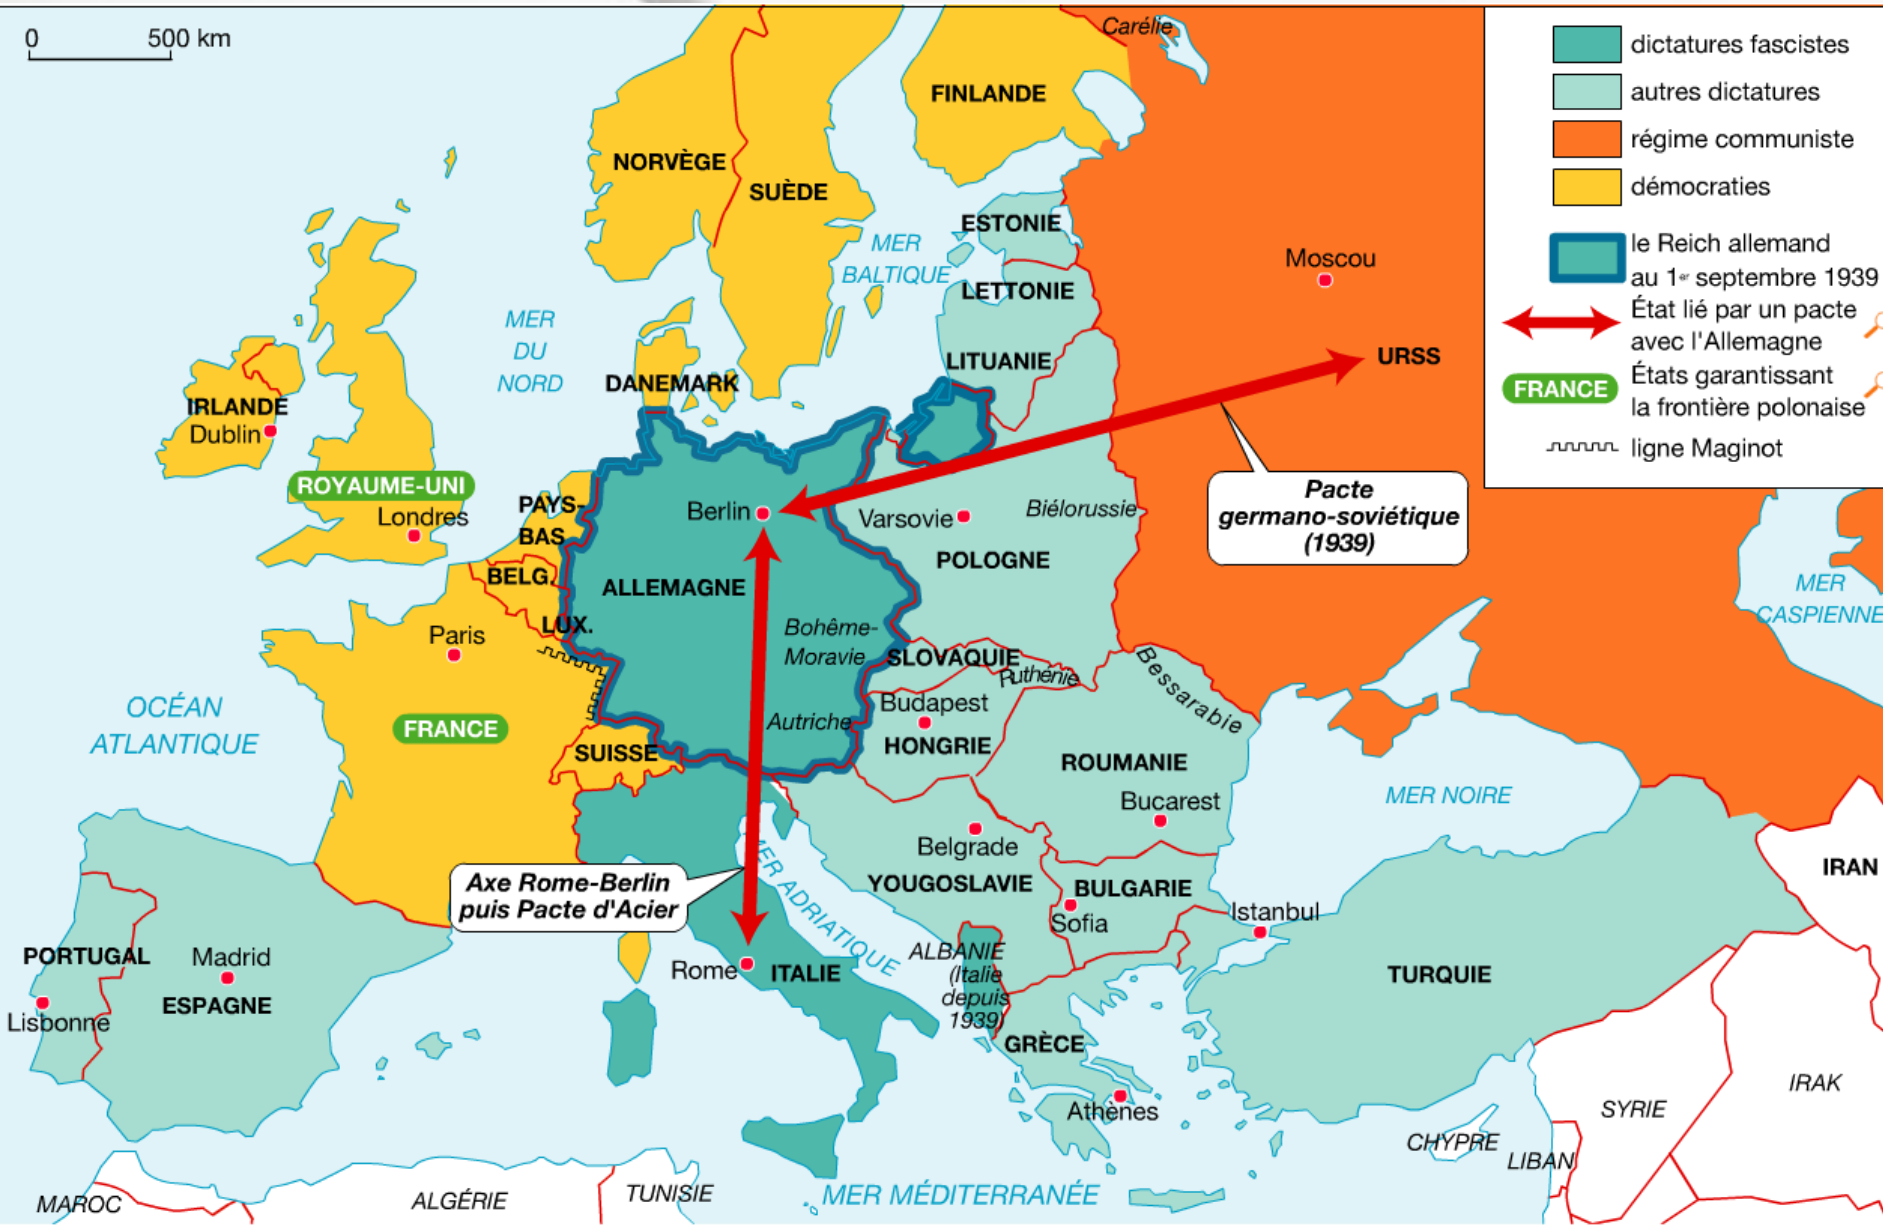 0 500 km
Carélie
FINLANDE
NORVÈGE
SUÈDE
ESTONIE
MER
BALTIQUE
LETTONIE
Moscou
MER
DU
NORD
LITUANIE
URSS
DANEMARK
IRLANDE
Dublin
ROYAUME-UNI
Londres
PAYS-
BAS
Berlin
Varsovie
Biélorussie
POLOGNE
Pacte
germano-soviétique
(1939)
BELG.
ALLEMAGNE
LUX.
Paris
Bohême-
Moravie
SLOVAQUIE
Ruthénie
Bessarabie
MER
CASPIENNE
OCÉAN
ATLANTIQUE
FRANCE
Autriche
Budapest
HONGRIE
SUISSE
ROUMANIE
Bucarest
MER NOIRE
Belgrade
YOUGOSLAVIE
BULGARIE
Sofia
Istanbul
IRAN
Axe Rome-Berlin
puis Pacte d'Acier
MER ADRIATIQUE
PORTUGAL
Madrid
ESPAGNE
Lisbonne
Rome
ITALIE
ALBANIE
(Italie
depuis
1939)
GRÈCE
Athènes
TURQUIE
SYRIE
IRAK
CHYPRE
LIBAN
MAROC
ALGÉRIE
TUNISIE
MER MÉDITERRANÉE
dictatures fascistes
autres dictatures
régime communiste
démocraties
le Reich allemand
au 1er septembre 1939
État lié par un pacte
avec l'Allemagne
FRANCE
États garantissant
la frontière polonaise
ligne Maginot